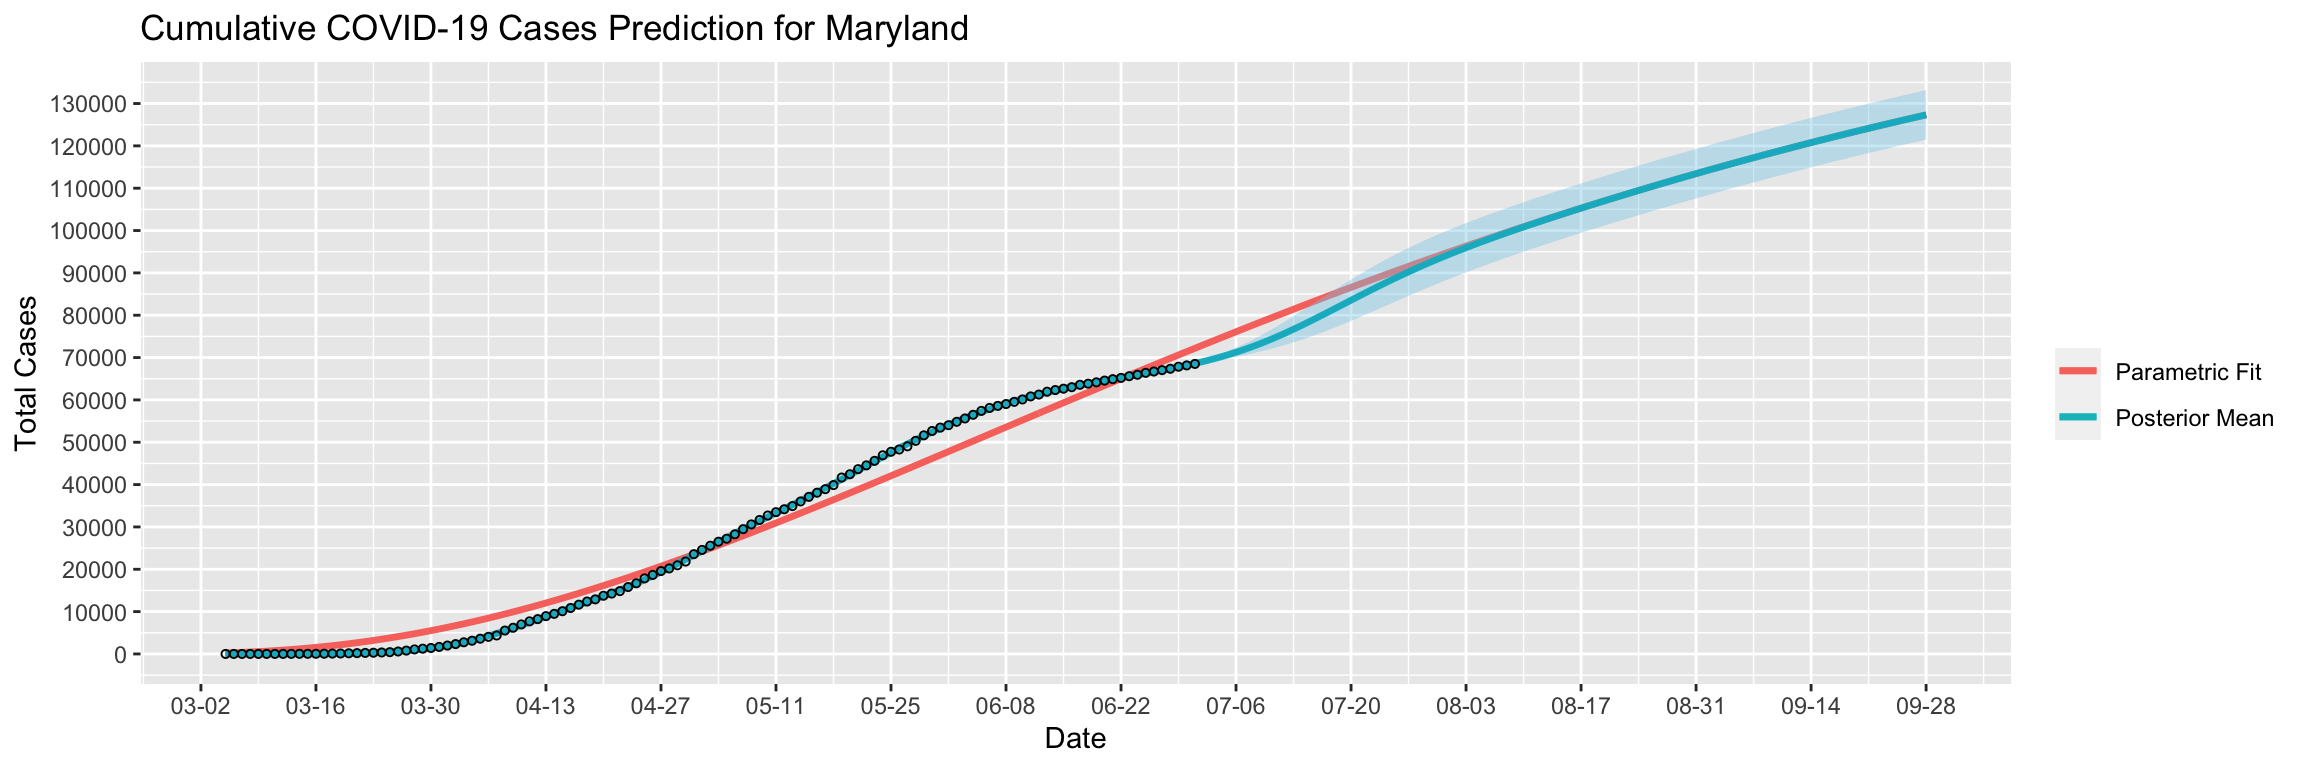 Cumulative COVID-19 Cases Prediction for Maryland
130000
120000
110000
100000
90000
80000
70000
60000
50000
40000
30000
20000
10000
0
Total Cases
03-02 03-16 03-30 04-13 04-27 05-11 05-25 06-08 06-22 07-06 07-20 08-03 08-17 08-31 09-14 09-28
Date
Parametric Fit
Posterior Mean